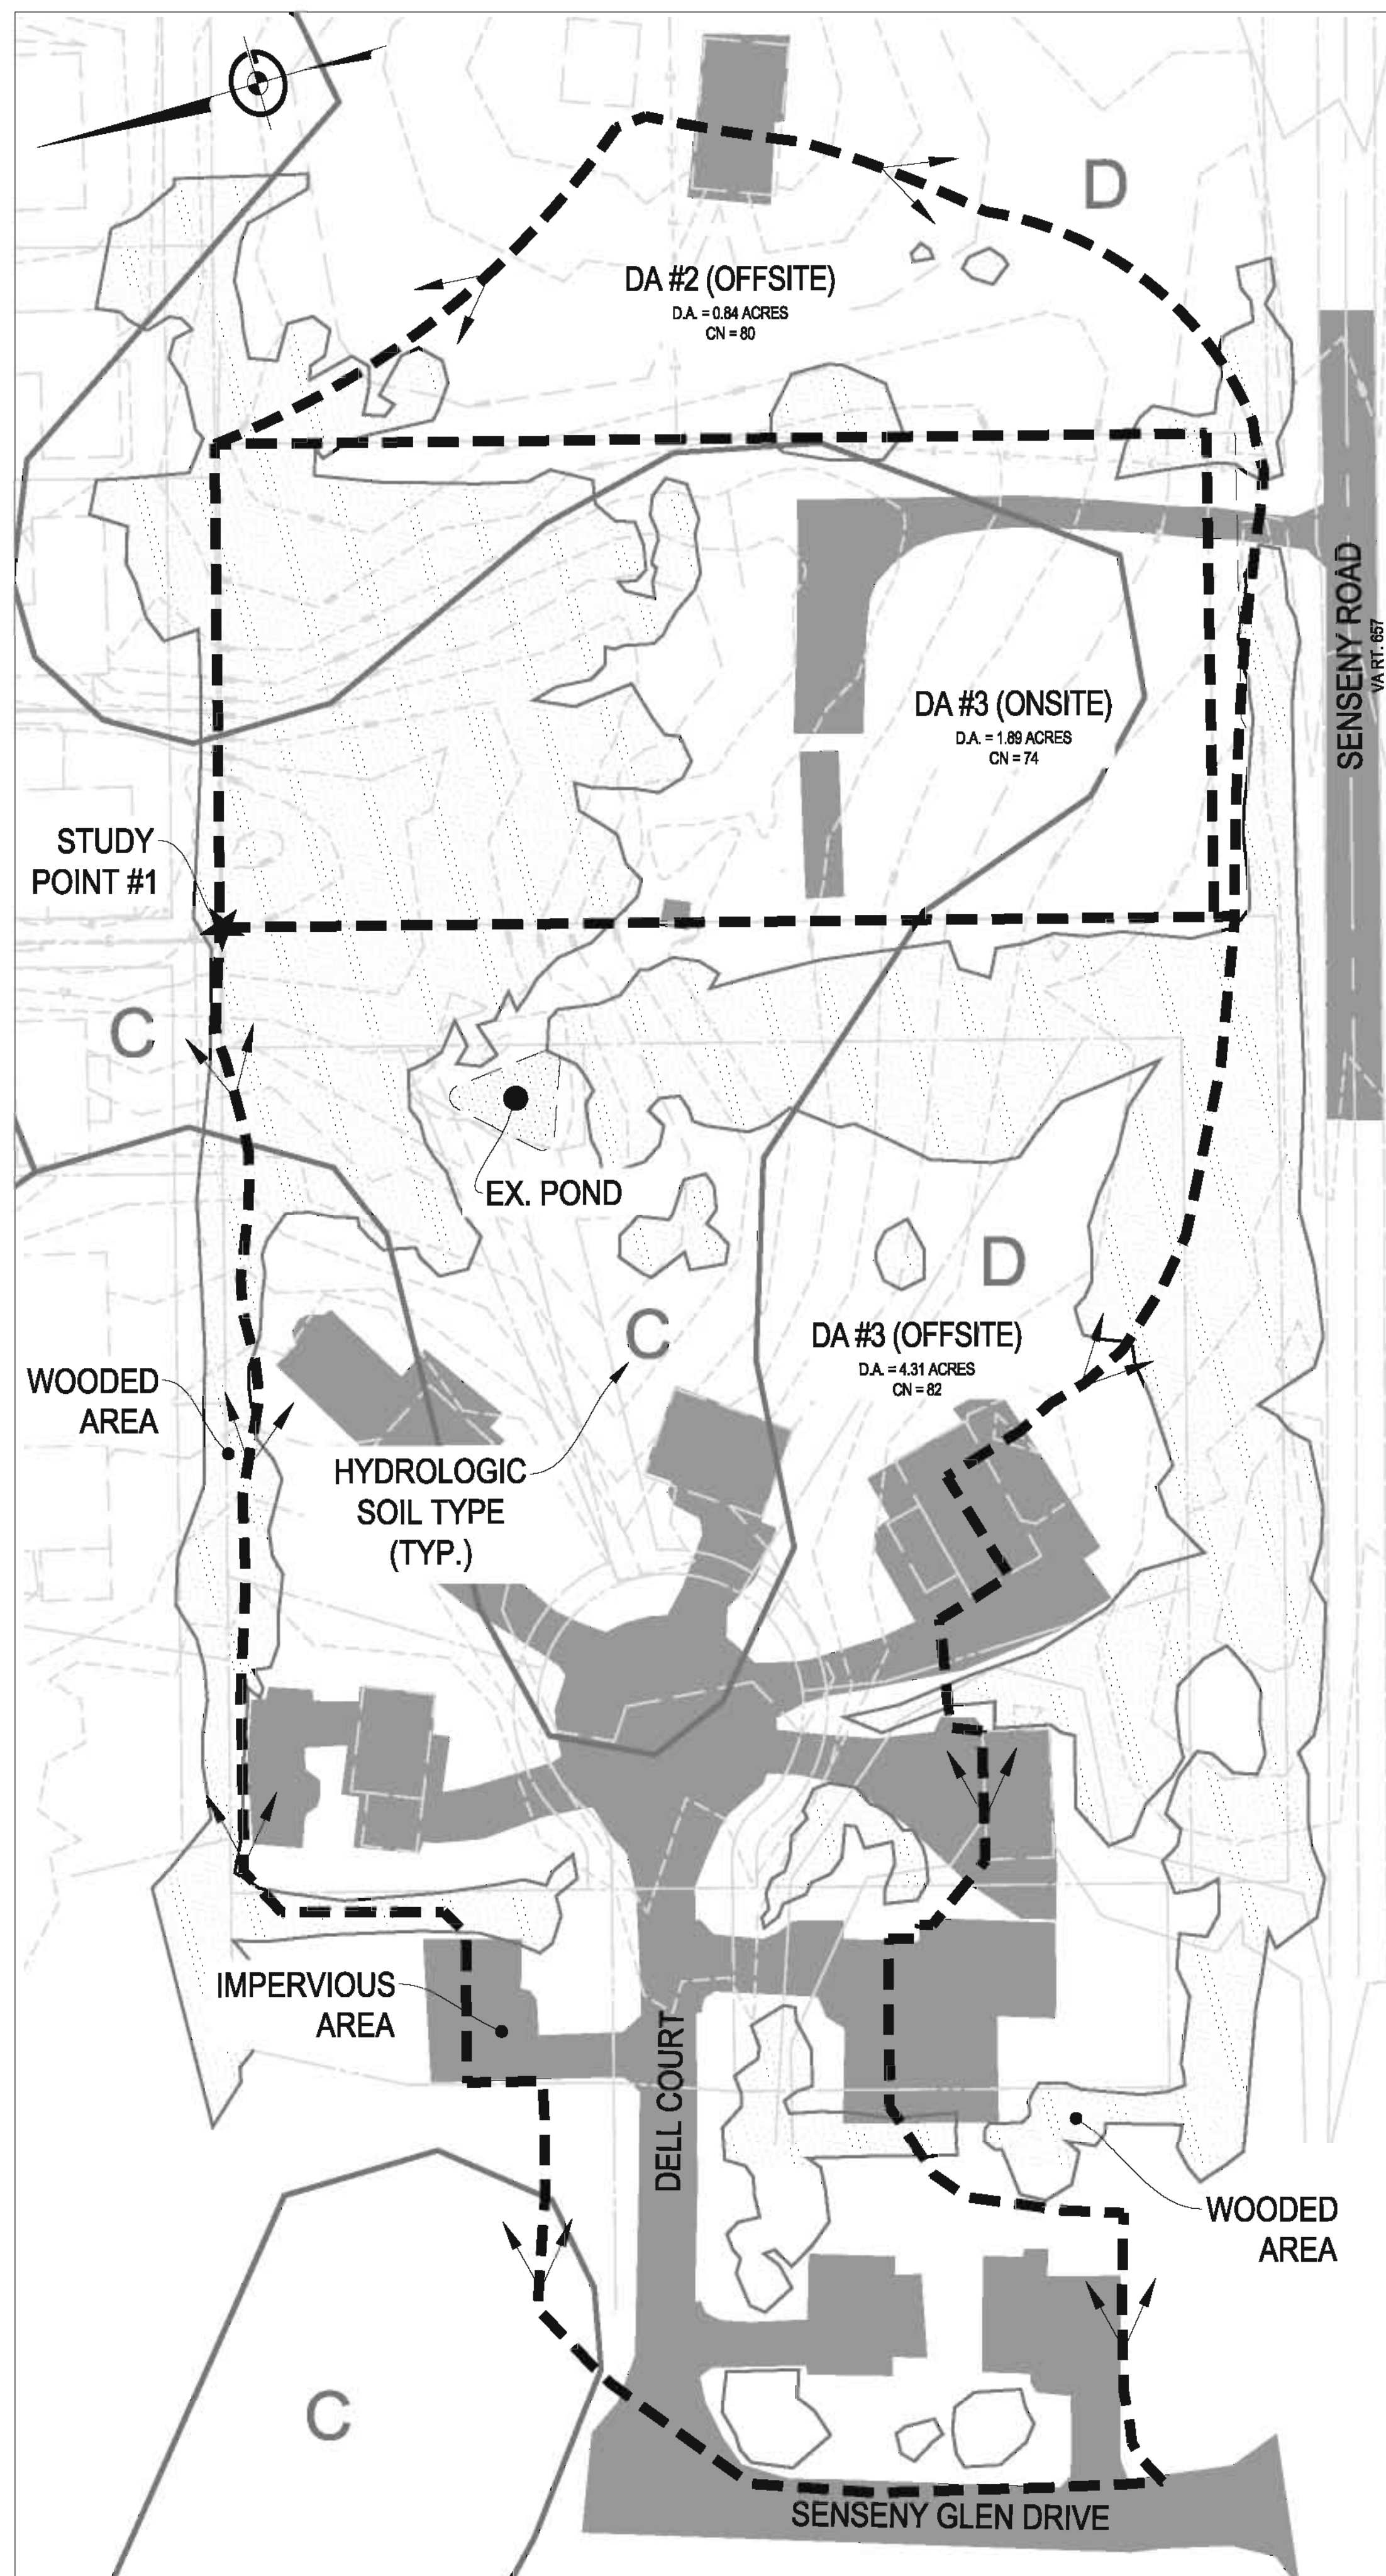 D
DA #2 (OFFSITE)
D.A. = 0.84 ACRES
CN = 80
SENSENY ROAD
VA RT. 657
DA #3 (ONSITE)
D.A. = 1.89 ACRES
CN = 74
STUDY
POINT #1
C
EX. POND
D
C
DA #3 (OFFSITE)
D.A. = 4.31 ACRES
CN = 82
WOODED
AREA
HYDROLOGIC
SOIL TYPE
(TYP.)
IMPERVIOUS
AREA
DELL COURT
WOODED
AREA
C
SENSENY GLEN DRIVE